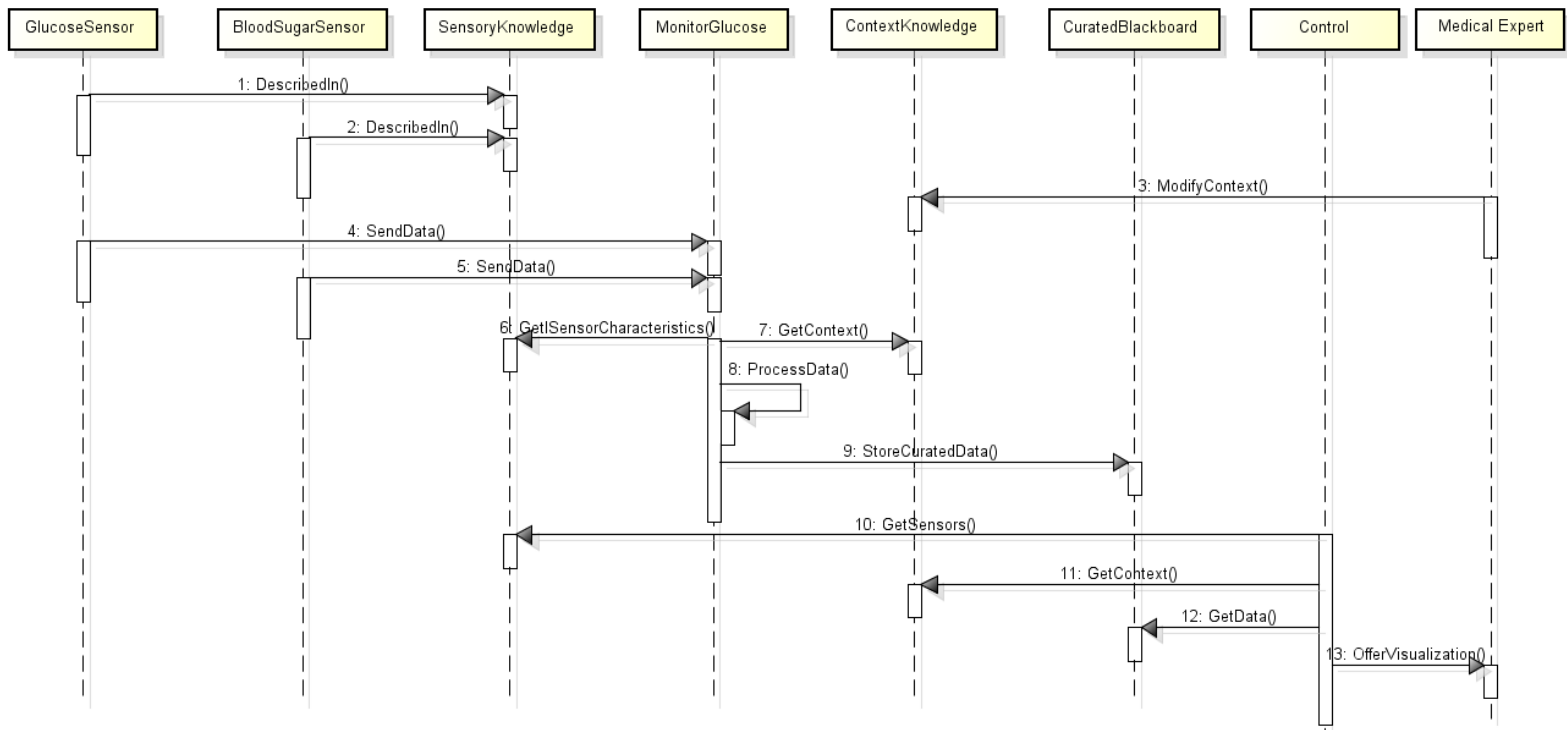 GlucoseSensor
BloodSugarSensor
SensoryKnowledge
MonitorGlucose
ContextKnowledge
CuratedBlackboard
Control
Medical Expert
1: DescribedIn()
2: DescribedIn()
3: ModifyContext()
4: SendData()
5: SendData()
6: GetlSensorCharacteristics()
7: GetContext()
8: ProcessData()
9: StoreCuratedData()
10: GetSensors()
11: GetContext()
12: GetData()
13: OfferVisualization()